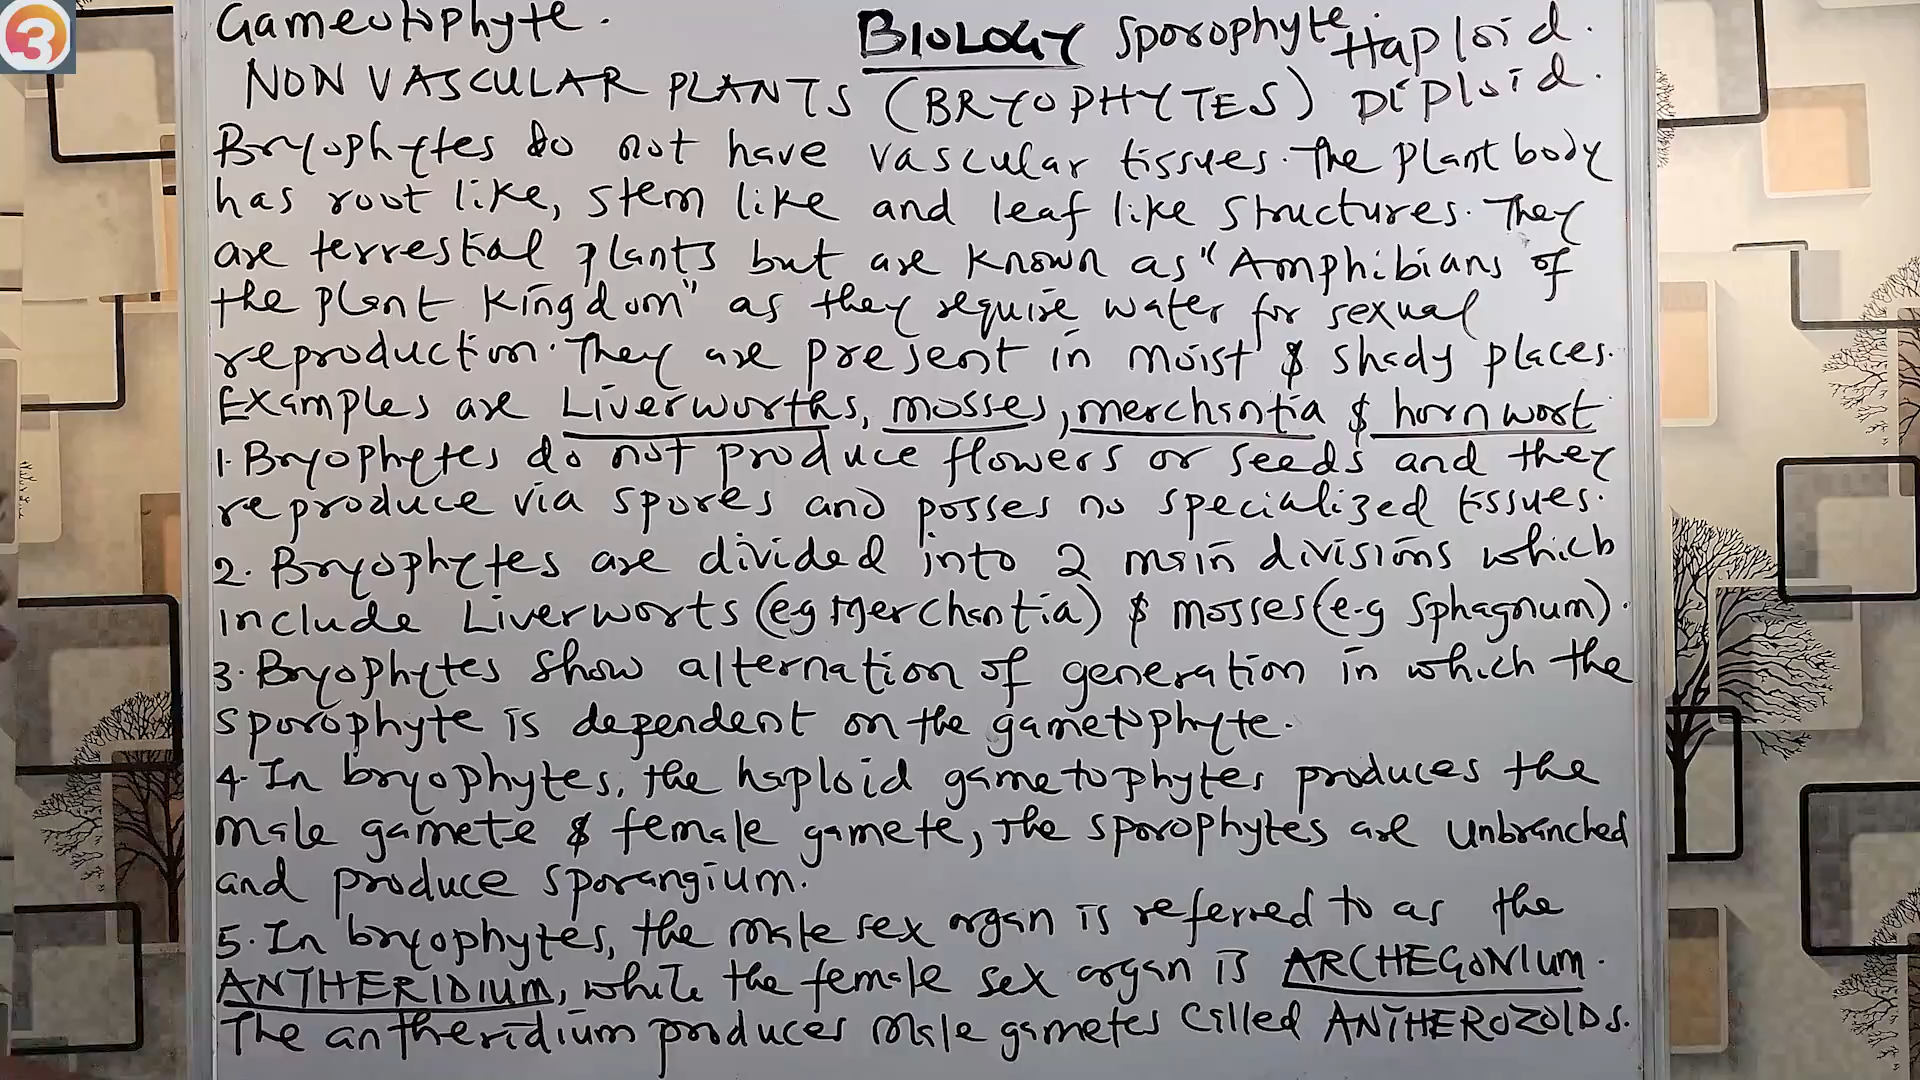 3
Gametophyte. BIOLOGY Sporophyte. Haploid.
NON VASCULAR PLANTS (BRYOPHYTES) Diploid.
Bryophytes do not have vascular tissues. The plant body
has root like, stem like and leaf like structures. They
are terrestial plants but are known as "Amphibians of
the plant kingdom" as they require water for sexual
reproduction. They are present in moist & shady places.
Examples are Liverworths, mosses, merchantia & hornwort
1. Bryophytes do not produce flowers or seeds and they
reproduce via spores and posses no specialized tissues.
2. Bryophytes are divided into 2 main divisions which
include Liverworts (eg Merchantia) & mosses (e.g Sphagnum).
3. Bryophytes show alternation of generation in which the
sporophyte is dependent on the gametophyte.
4. In bryophytes, the haploid gametophytes produces the
male gamete & female gamete, the sporophytes are unbranched
and produce sporangium.
5. In bryophytes, the male sex organ is referred to as the
ANTHERIDIUM, while the female sex organ is ARCHEGONIUM.
The antheridium produces male gametes called ANTHEROZOIDS.